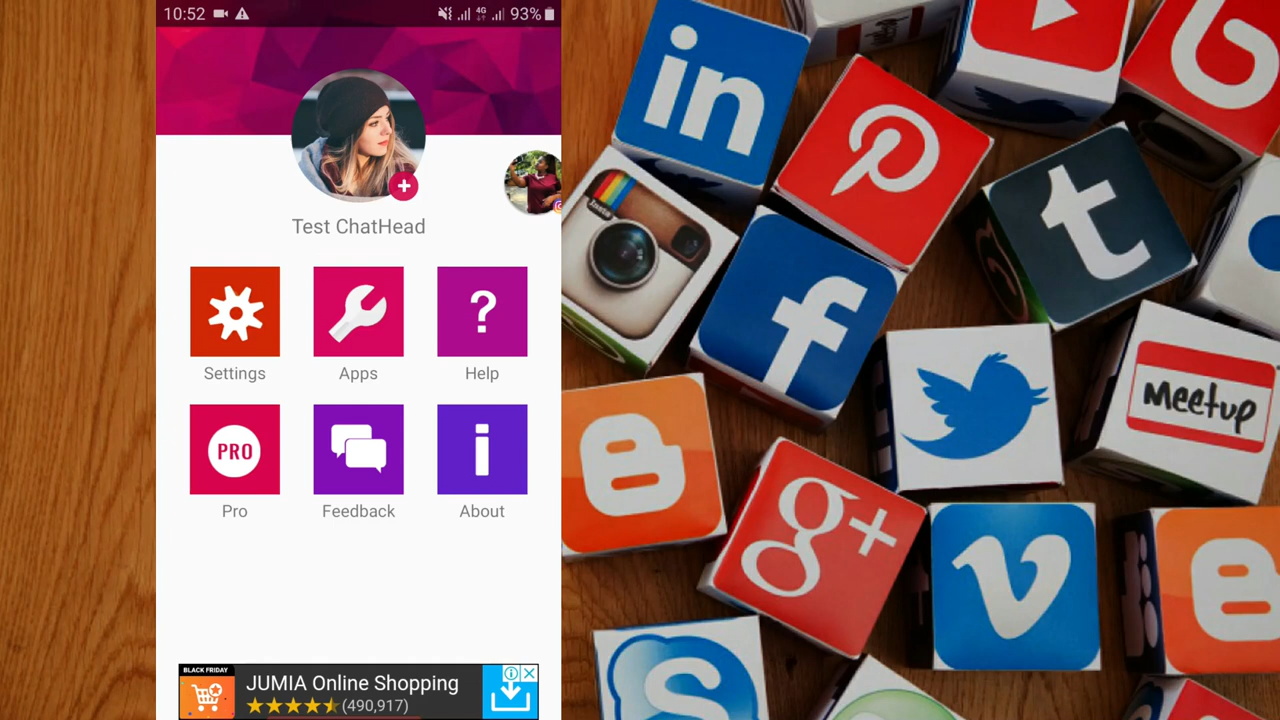 10:52
4G
93%
Test ChatHead
Settings
Apps
Help
PRO
Pro
Feedback
About
BLACK FRIDAY
JUMIA Online Shopping
(490,917)
in
Insta
f
t
Meetup
g+